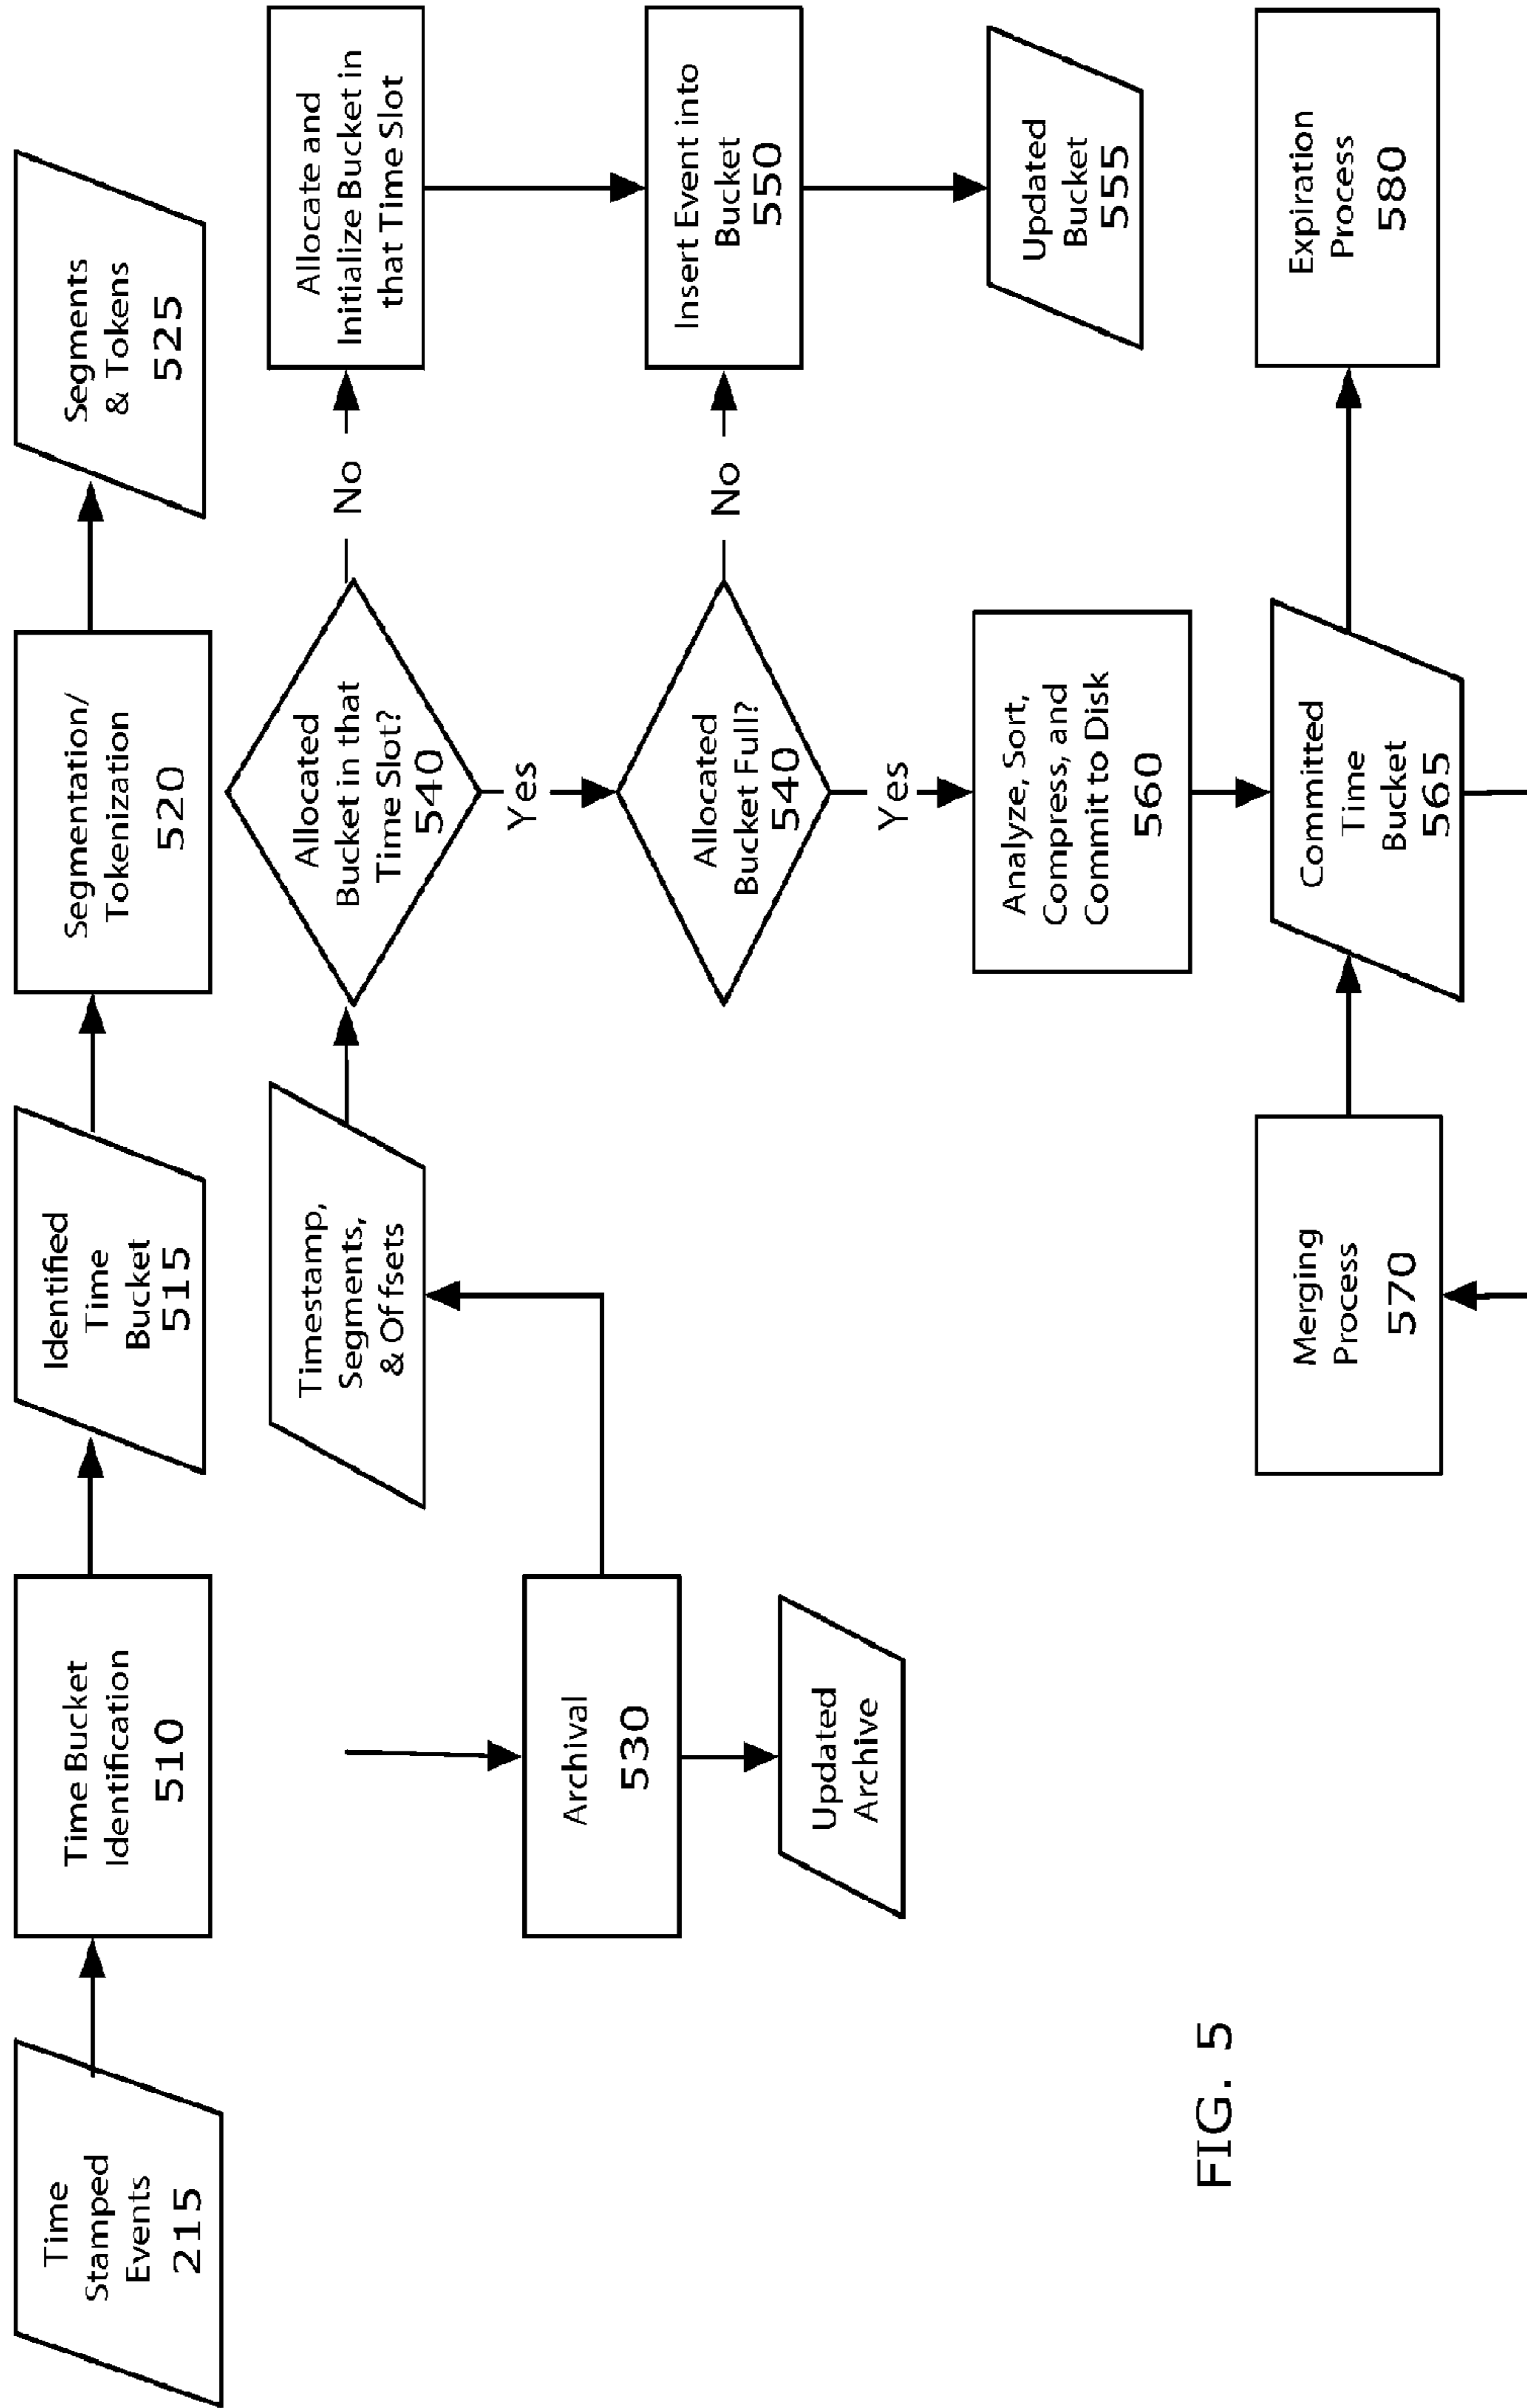 Time
Stamped
Events
215
Time Bucket
Identification
510
Identified
Time
Bucket
515
Segmentation/
Tokenization
520
Segments
& Tokens
525
Timestamp,
Segments,
& Offsets
Allocated
Bucket in that
Time Slot?
540
No
Allocate and
Initialize Bucket in
that Time Slot
Yes
Archival
530
Updated
Archive
Allocated
Bucket Full?
540
No
Insert Event into
Bucket
550
Updated
Bucket
555
Yes
Analyze, Sort,
Compress, and
Commit to Disk
560
Merging
Process
570
Committed
Time
Bucket
565
Expiration
Process
580
FIG. 5